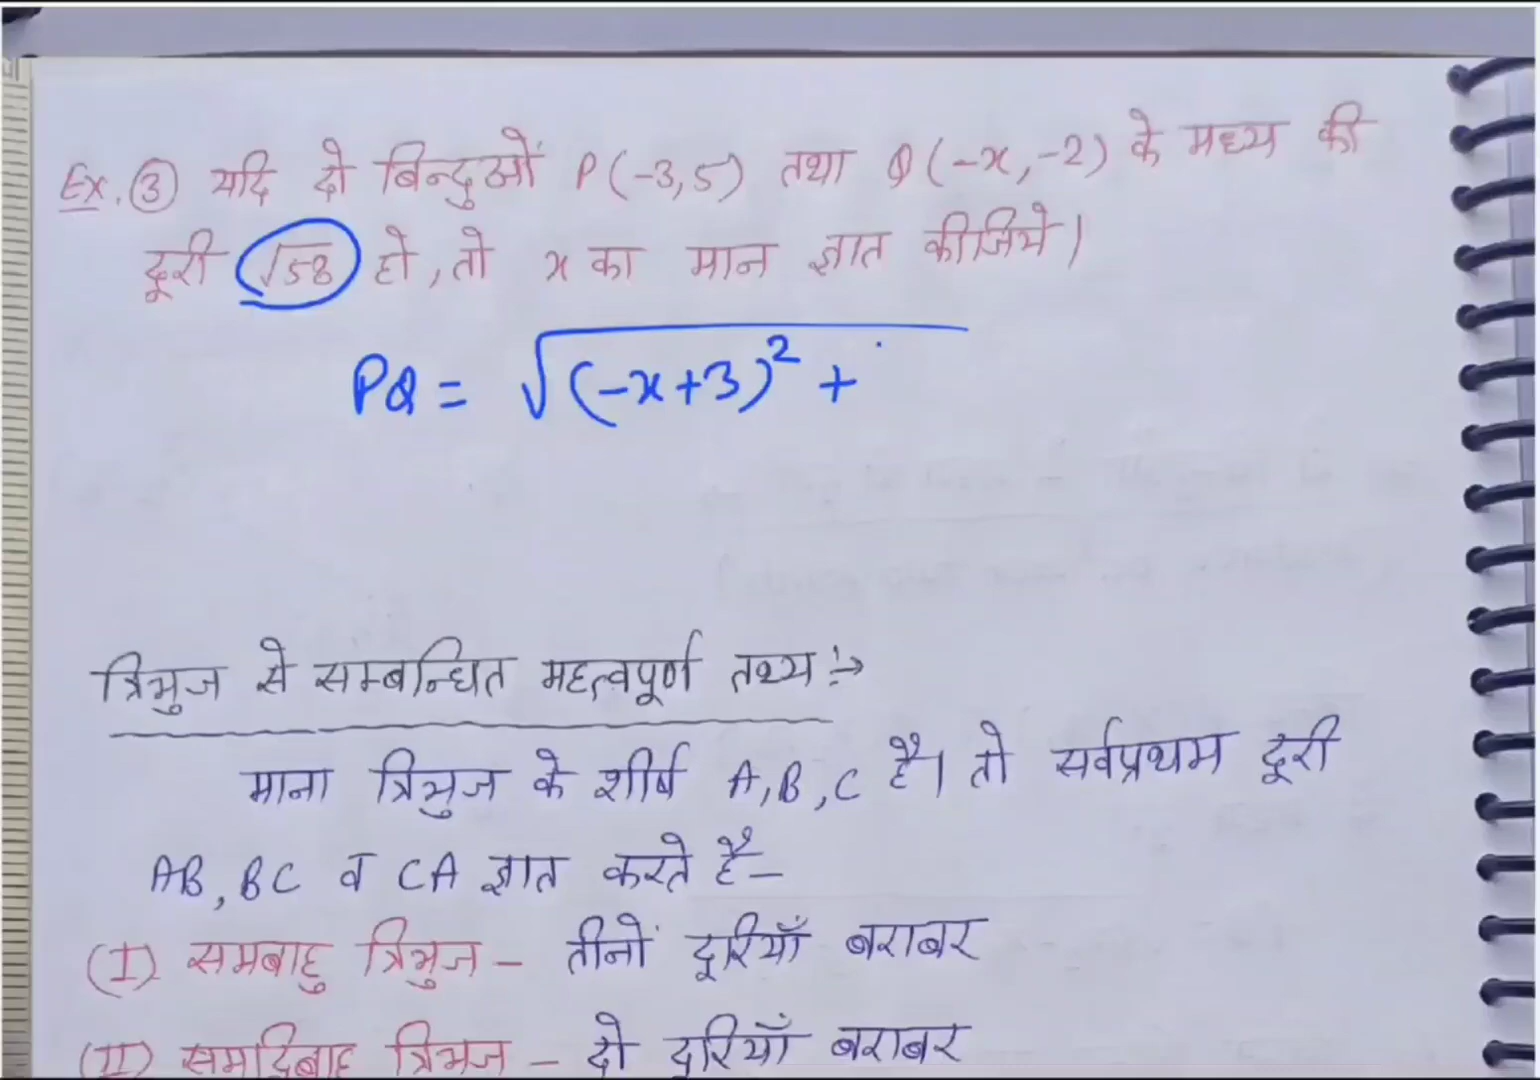 Ex. ③ यदि दो बिन्दुओं P(-3,5) तथा Q(-x,-2) के मध्य की
दूरी √58 हो, तो x का मान ज्ञात कीजिये।
PQ = √(-x+3)² +
त्रिभुज से सम्बन्धित महत्वपूर्ण तथ्य :→
माना त्रिभुज के शीर्ष A,B,C है। तो सर्वप्रथम दूरी
AB, BC व CA ज्ञात करते है–
(I) समबाहु त्रिभुज – तीनों दूरियाँ बराबर
(II) समद्विबाहु त्रिभुज – दो दूरियाँ बराबर